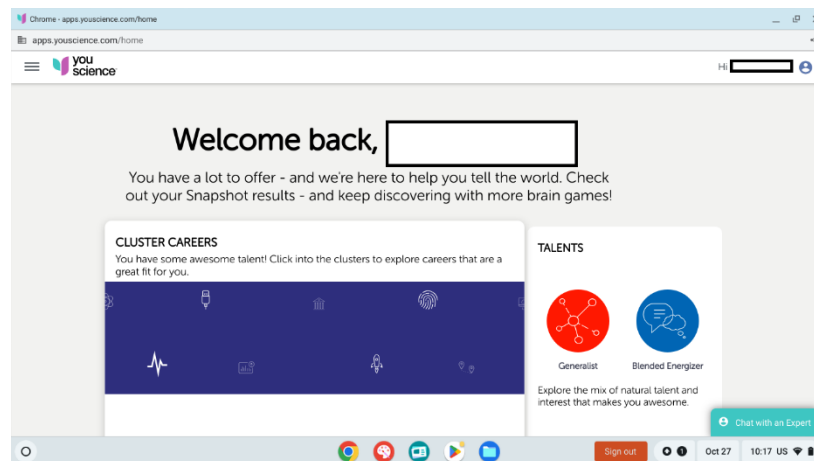 Chrome - apps.youscience.com/home
apps.youscience.com/home
you
science
Hi
Welcome back,
You have a lot to offer - and we're here to help you tell the world. Check
out your Snapshot results - and keep discovering with more brain games!
CLUSTER CAREERS
You have some awesome talent! Click into the clusters to explore careers that are a
great fit for you.
TALENTS
Generalist
Blended Energizer
Explore the mix of natural talent and
interest that makes you awesome.
Chat with an Expert
Sign out
Oct 27
10:17 US